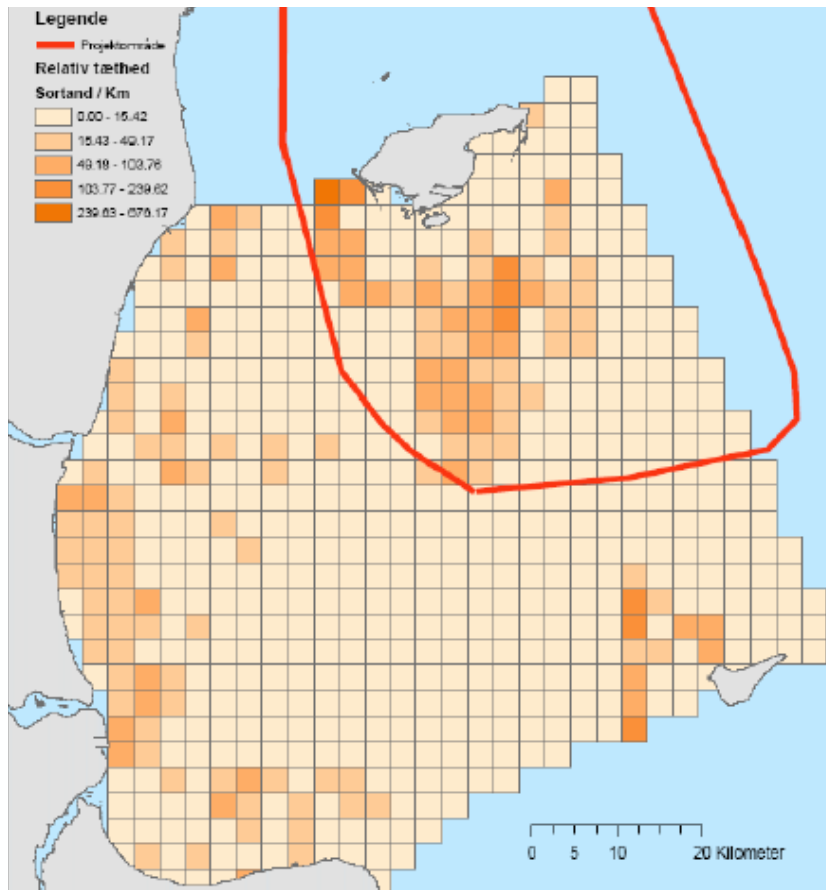 Legende
Projektområde
Relativ tæthed
Sortand / Km
0.00 - 15.42
15.43 - 49.17
49.18 - 103.76
103.77 - 239.62
239.63 - 676.17
0 5 10 20 Kilometer